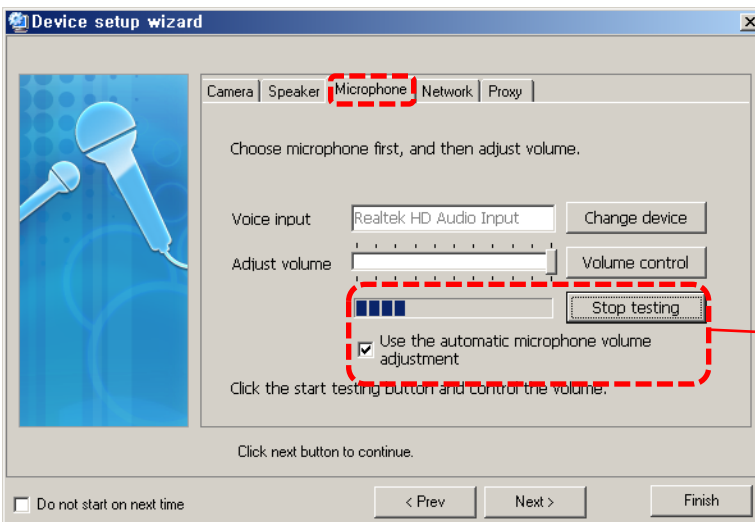 Device setup wizard
Camera Speaker Microphone Network Proxy
Choose microphone first, and then adjust volume.
Voice input Realtek HD Audio Input Change device
Adjust volume Volume control
Stop testing
Use the automatic microphone volume
adjustment
Click the start testing button and control the volume.
Click next button to continue.
Do not start on next time < Prev Next > Finish